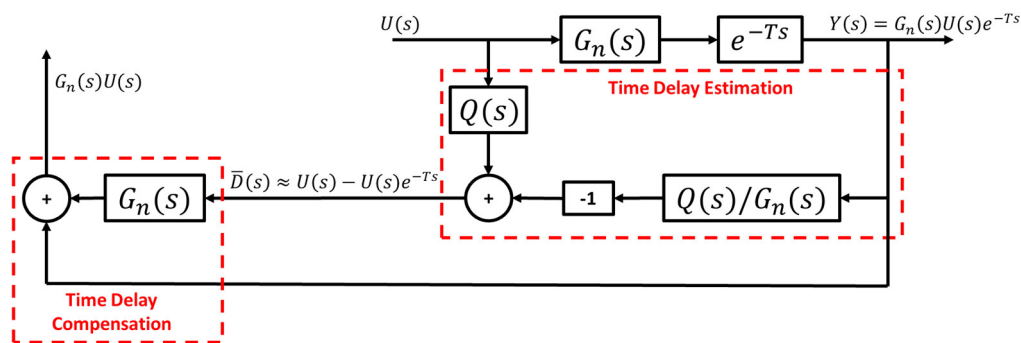 U(s)
G_n(s)
e^{-Ts}
Y(s) = G_n(s)U(s)e^{-Ts}
G_n(s)U(s)
Time Delay Estimation
Q(s)
+
G_n(s)
D̅(s) ≈ U(s) − U(s)e^{-Ts}
+
-1
Q(s)/G_n(s)
Time Delay
Compensation